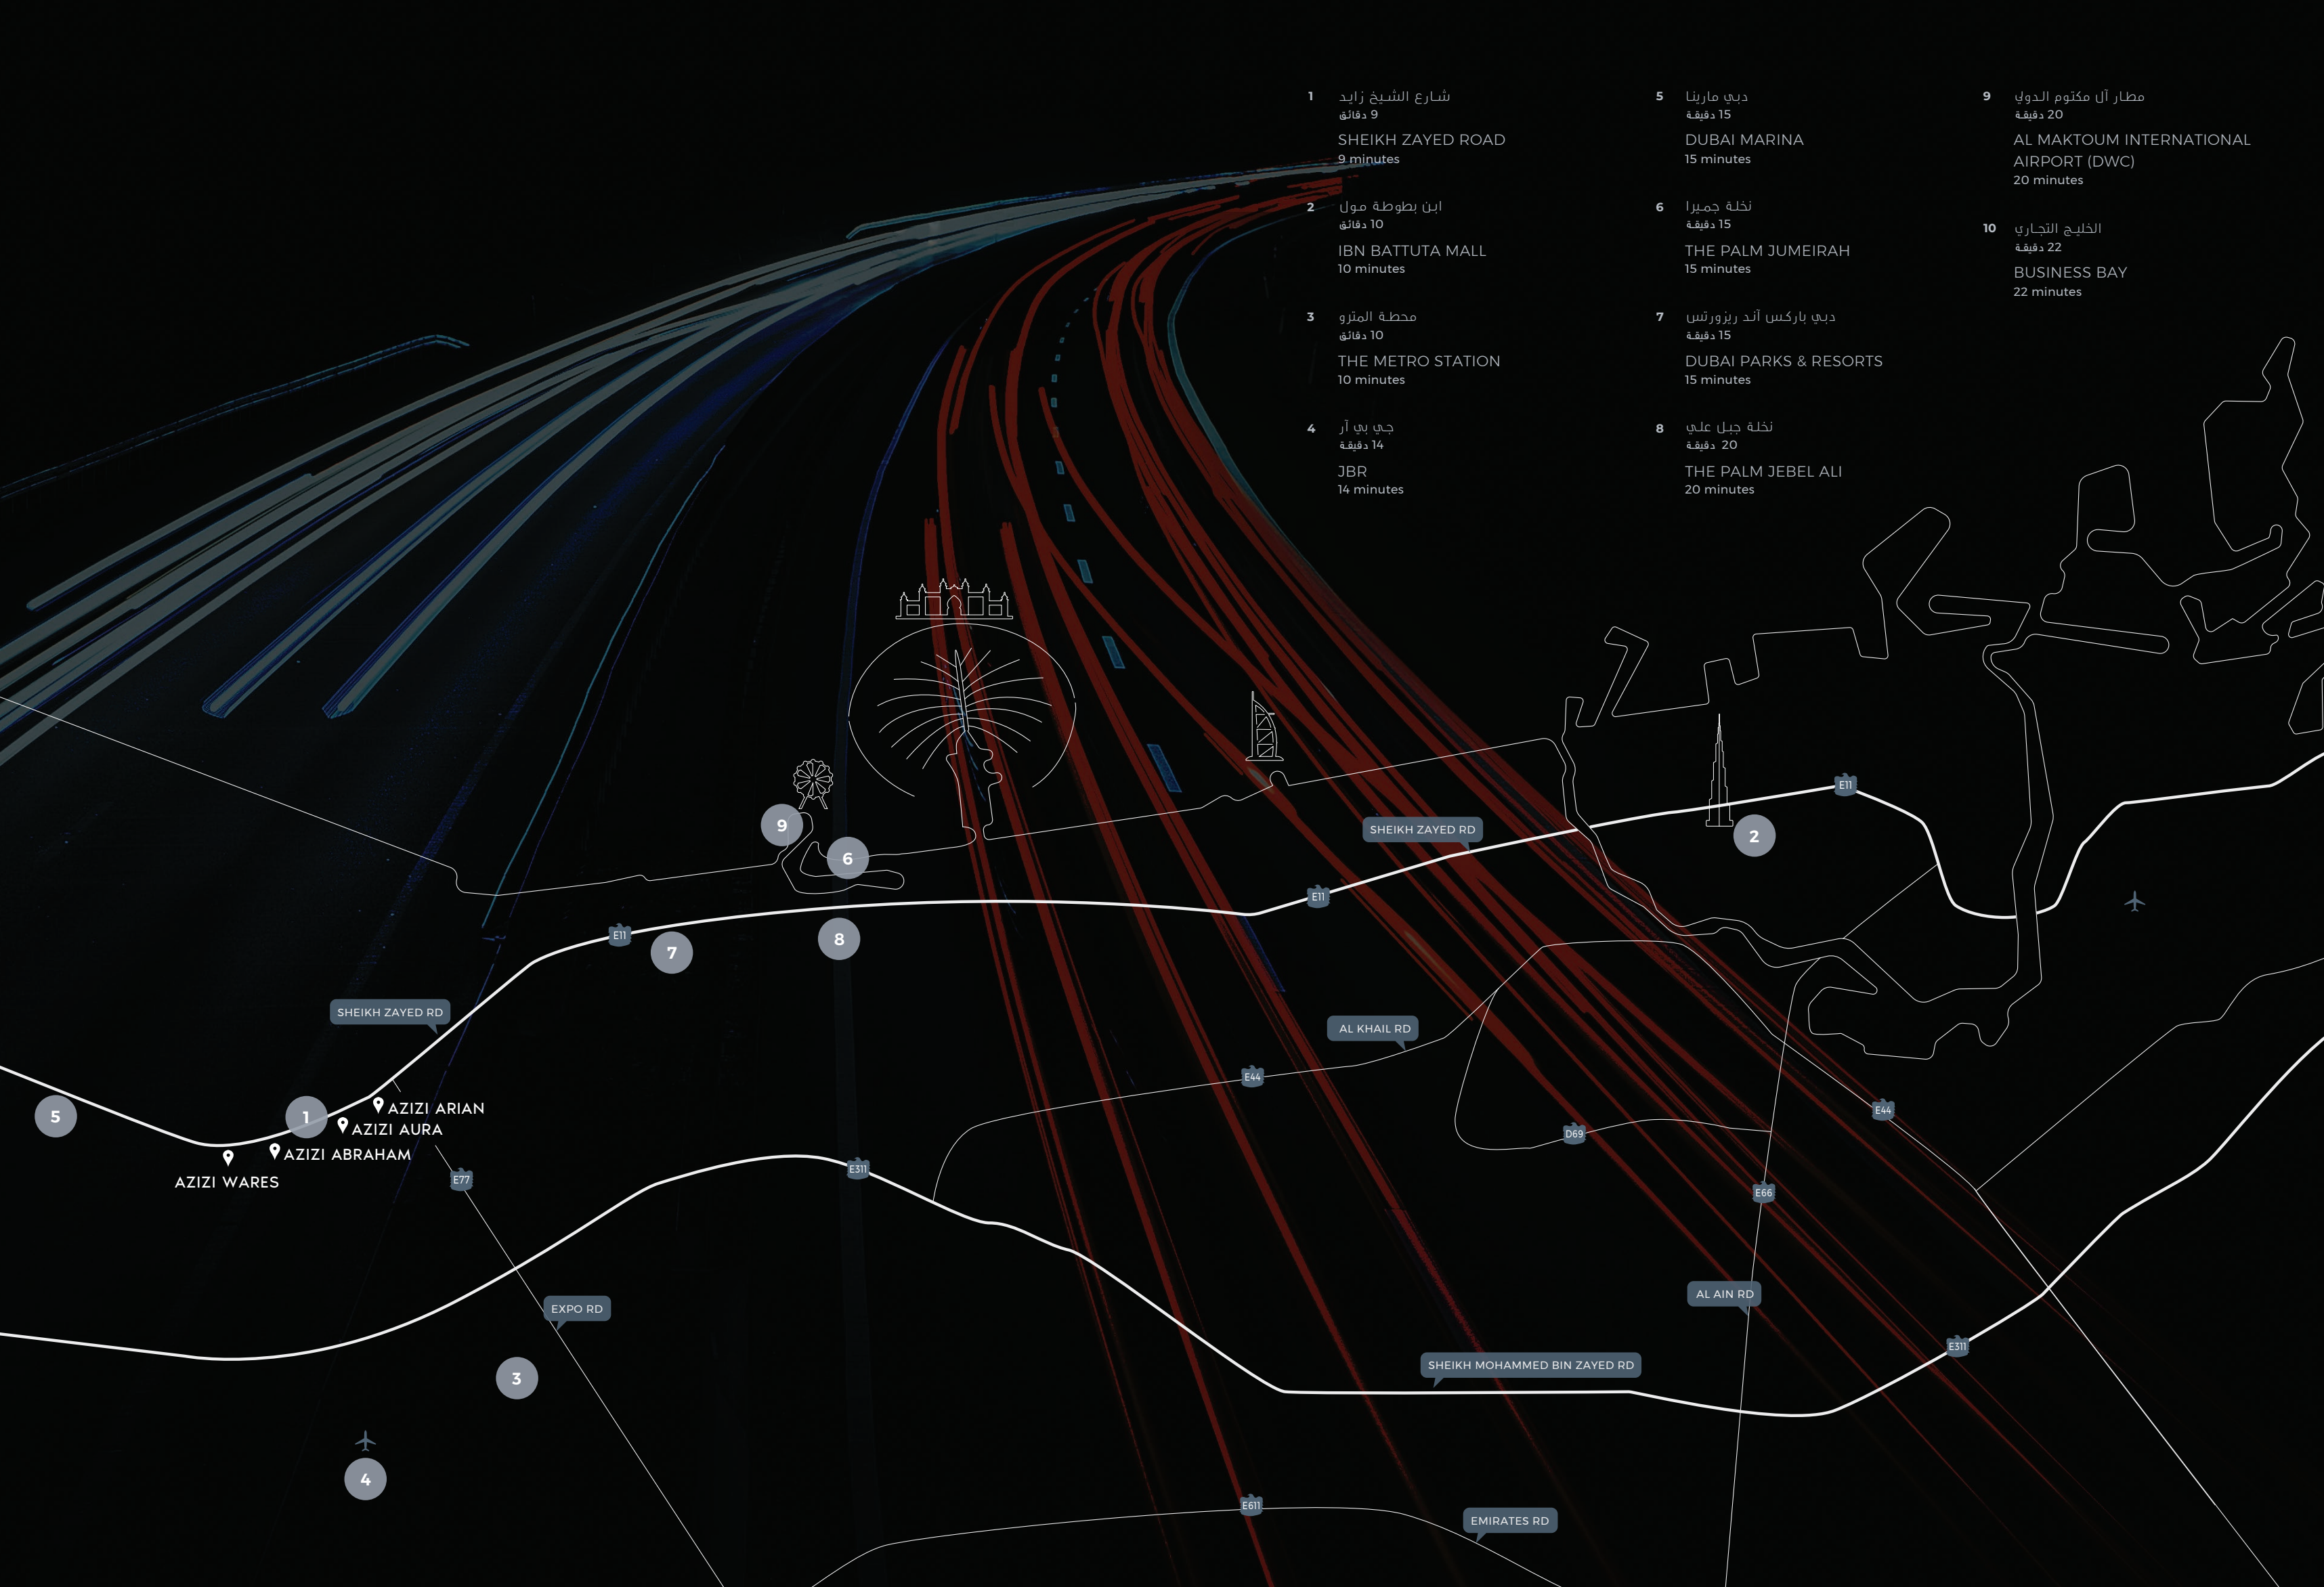 1 شارع الشيخ زايد
9 دقائق
SHEIKH ZAYED ROAD
9 minutes
2 ابن بطوطة مول
10 دقائق
IBN BATTUTA MALL
10 minutes
3 محطة المترو
10 دقائق
THE METRO STATION
10 minutes
4 جي بي آر
14 دقيقة
JBR
14 minutes
5 دبي مارينا
15 دقيقة
DUBAI MARINA
15 minutes
6 نخلة جميرا
15 دقيقة
THE PALM JUMEIRAH
15 minutes
7 دبي باركس آند ريزورتس
15 دقيقة
DUBAI PARKS & RESORTS
15 minutes
8 نخلة جبل علي
20 دقيقة
THE PALM JEBEL ALI
20 minutes
9 مطار آل مكتوم الدولي
20 دقيقة
AL MAKTOUM INTERNATIONAL
AIRPORT (DWC)
20 minutes
10 الخليج التجاري
22 دقيقة
BUSINESS BAY
22 minutes
E11
9
SHEIKH ZAYED RD
2
6
E11
E11
8
7
SHEIKH ZAYED RD
AL KHAIL RD
E44
5
1
AZIZI ARIAN
E44
AZIZI AURA
D69
AZIZI ABRAHAM
E311
AZIZI WARES
E77
E66
AL AIN RD
EXPO RD
E311
SHEIKH MOHAMMED BIN ZAYED RD
3
4
E611
EMIRATES RD